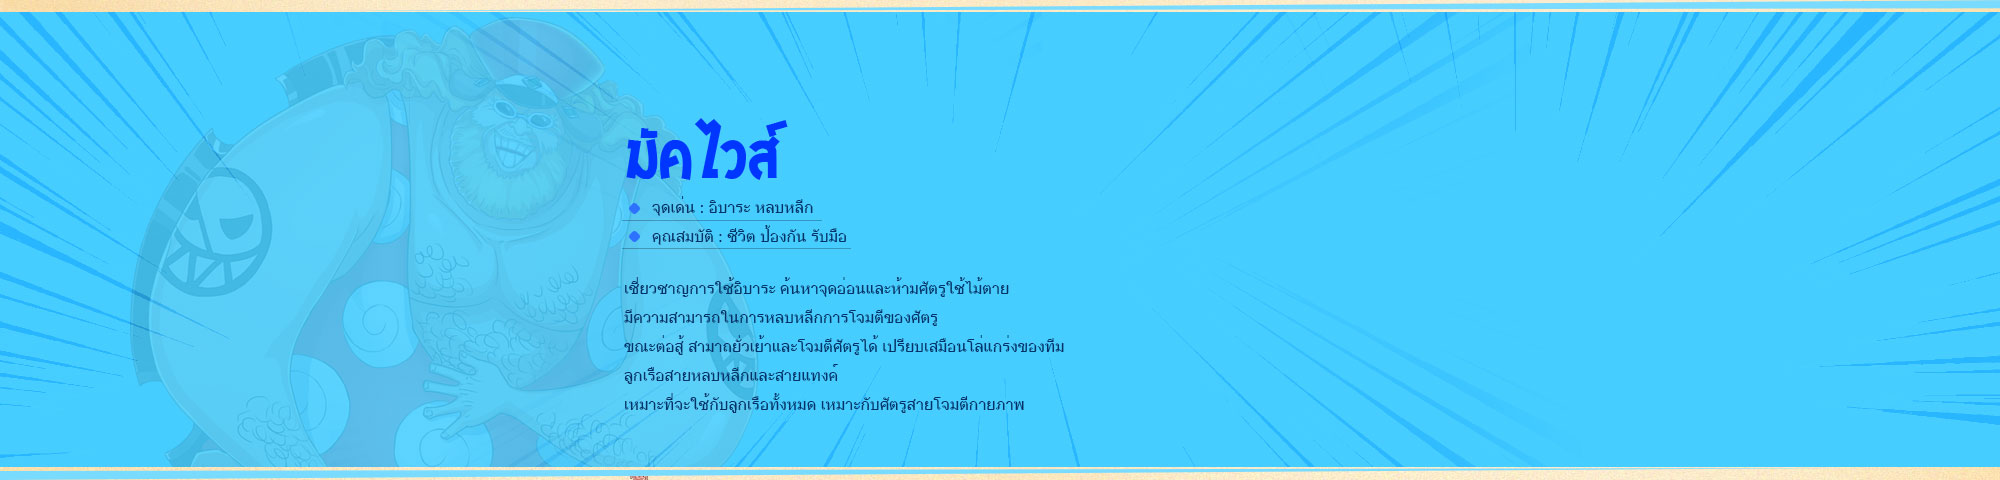 มัคไวส์
จุดเด่น : อิบาระ หลบหลีก
คุณสมบัติ : ชีวิต ป้องกัน รับมือ
เชี่ยวชาญการใช้อิบาระ ค้นหาจุดอ่อนและห้ามศัตรูใช้ไม้ตาย
มีความสามารถในการหลบหลีกการโจมตีของศัตรู
ขณะต่อสู้ สามาถยั่วเย้าและโจมตีศัตรูได้ เปรียบเสมือนโล่แกร่งของทีม
ลูกเรือสายหลบหลีกและสายแทงค์
เหมาะที่จะใช้กับลูกเรือทั้งหมด เหมาะกับศัตรูสายโจมตีกายภาพ